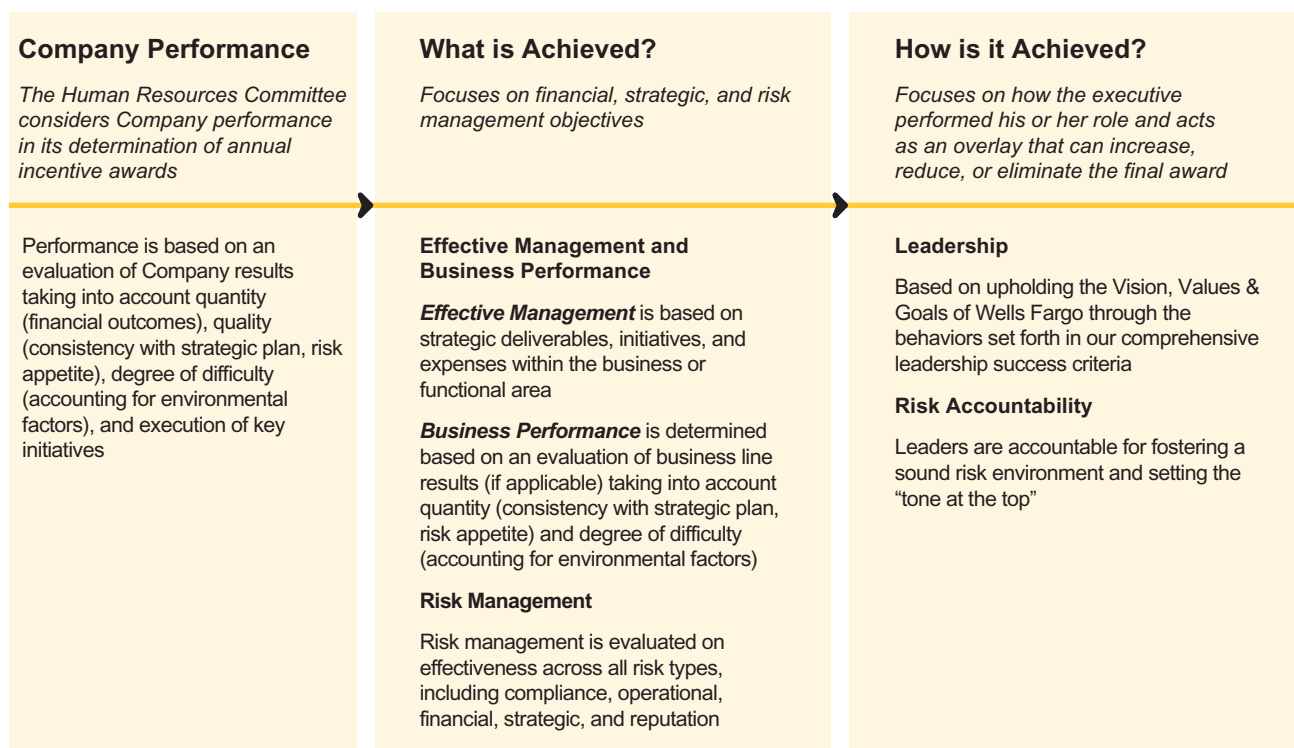 Company Performance
The Human Resources Committee
considers Company performance
in its determination of annual
incentive awards
Performance is based on an
evaluation of Company results
taking into account quantity
(financial outcomes), quality
(consistency with strategic plan, risk
appetite), degree of difficulty
(accounting for environmental
factors), and execution of key
initiatives
What is Achieved?
Focuses on financial, strategic, and risk
management objectives
Effective Management and
Business Performance
Effective Management is based on
strategic deliverables, initiatives, and
expenses within the business or
functional area
Business Performance is determined
based on an evaluation of business line
results (if applicable) taking into account
quantity (consistency with strategic plan,
risk appetite) and degree of difficulty
(accounting for environmental factors)
Risk Management
Risk management is evaluated on
effectiveness across all risk types,
including compliance, operational,
financial, strategic, and reputation
How is it Achieved?
Focuses on how the executive
performed his or her role and acts
as an overlay that can increase,
reduce, or eliminate the final award
Leadership
Based on upholding the Vision, Values &
Goals of Wells Fargo through the
behaviors set forth in our comprehensive
leadership success criteria
Risk Accountability
Leaders are accountable for fostering a
sound risk environment and setting the
“tone at the top”